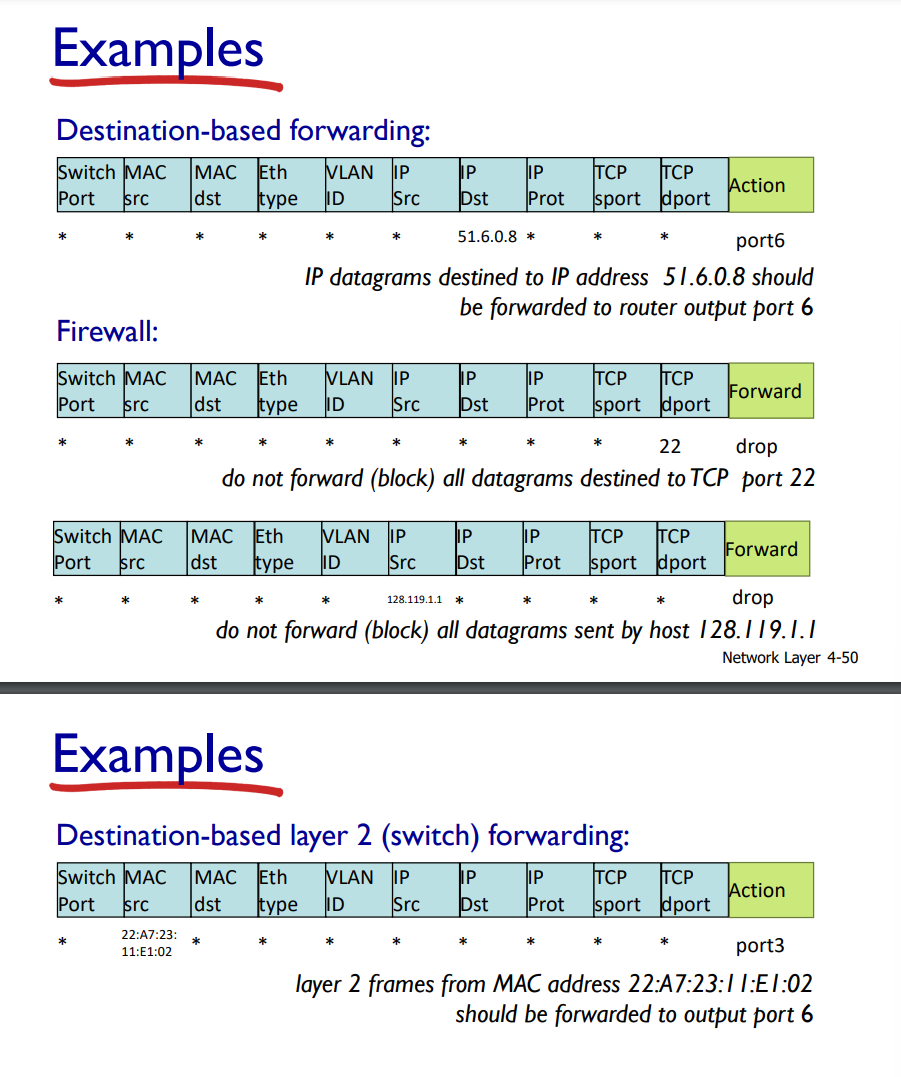 Examples
Destination-based forwarding:
Switch Port MAC src MAC dst Eth type VLAN ID IP Src IP Dst IP Prot TCP sport TCP dport Action
* * * * * * 51.6.0.8 * * * port6
IP datagrams destined to IP address 51.6.0.8 should
be forwarded to router output port 6
Firewall:
Switch Port MAC src MAC dst Eth type VLAN ID IP Src IP Dst IP Prot TCP sport TCP dport Forward
* * * * * * * * * 22 drop
do not forward (block) all datagrams destined to TCP port 22
Switch Port MAC src MAC dst Eth type VLAN ID IP Src IP Dst IP Prot TCP sport TCP dport Forward
* * * * * 128.119.1.1 * * * * drop
do not forward (block) all datagrams sent by host 128.119.1.1
Network Layer 4-50
Examples
Destination-based layer 2 (switch) forwarding:
Switch Port MAC src MAC dst Eth type VLAN ID IP Src IP Dst IP Prot TCP sport TCP dport Action
* 22:A7:23:11:E1:02 * * * * * * * * port3
layer 2 frames from MAC address 22:A7:23:11:E1:02
should be forwarded to output port 6